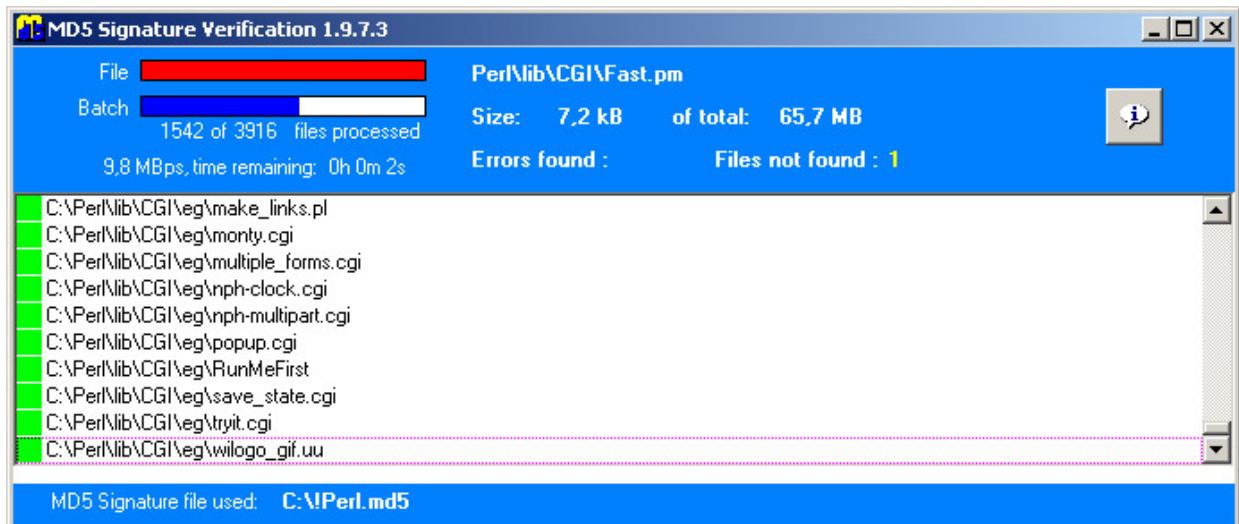 MD5 Signature Verification 1.9.7.3
File
Perl\lib\CGI\Fast.pm
Batch
Size: 7,2 kB of total: 65,7 MB
1542 of 3916 files processed
9,8 MBps, time remaining: 0h 0m 2s
Errors found : Files not found : 1
C:\Perl\lib\CGI\eg\make_links.pl
C:\Perl\lib\CGI\eg\monty.cgi
C:\Perl\lib\CGI\eg\multiple_forms.cgi
C:\Perl\lib\CGI\eg\nph-clock.cgi
C:\Perl\lib\CGI\eg\nph-multipart.cgi
C:\Perl\lib\CGI\eg\popup.cgi
C:\Perl\lib\CGI\eg\RunMeFirst
C:\Perl\lib\CGI\eg\save_state.cgi
C:\Perl\lib\CGI\eg\tryit.cgi
C:\Perl\lib\CGI\eg\wilogo_gif.uu
MD5 Signature file used: C:\!Perl.md5